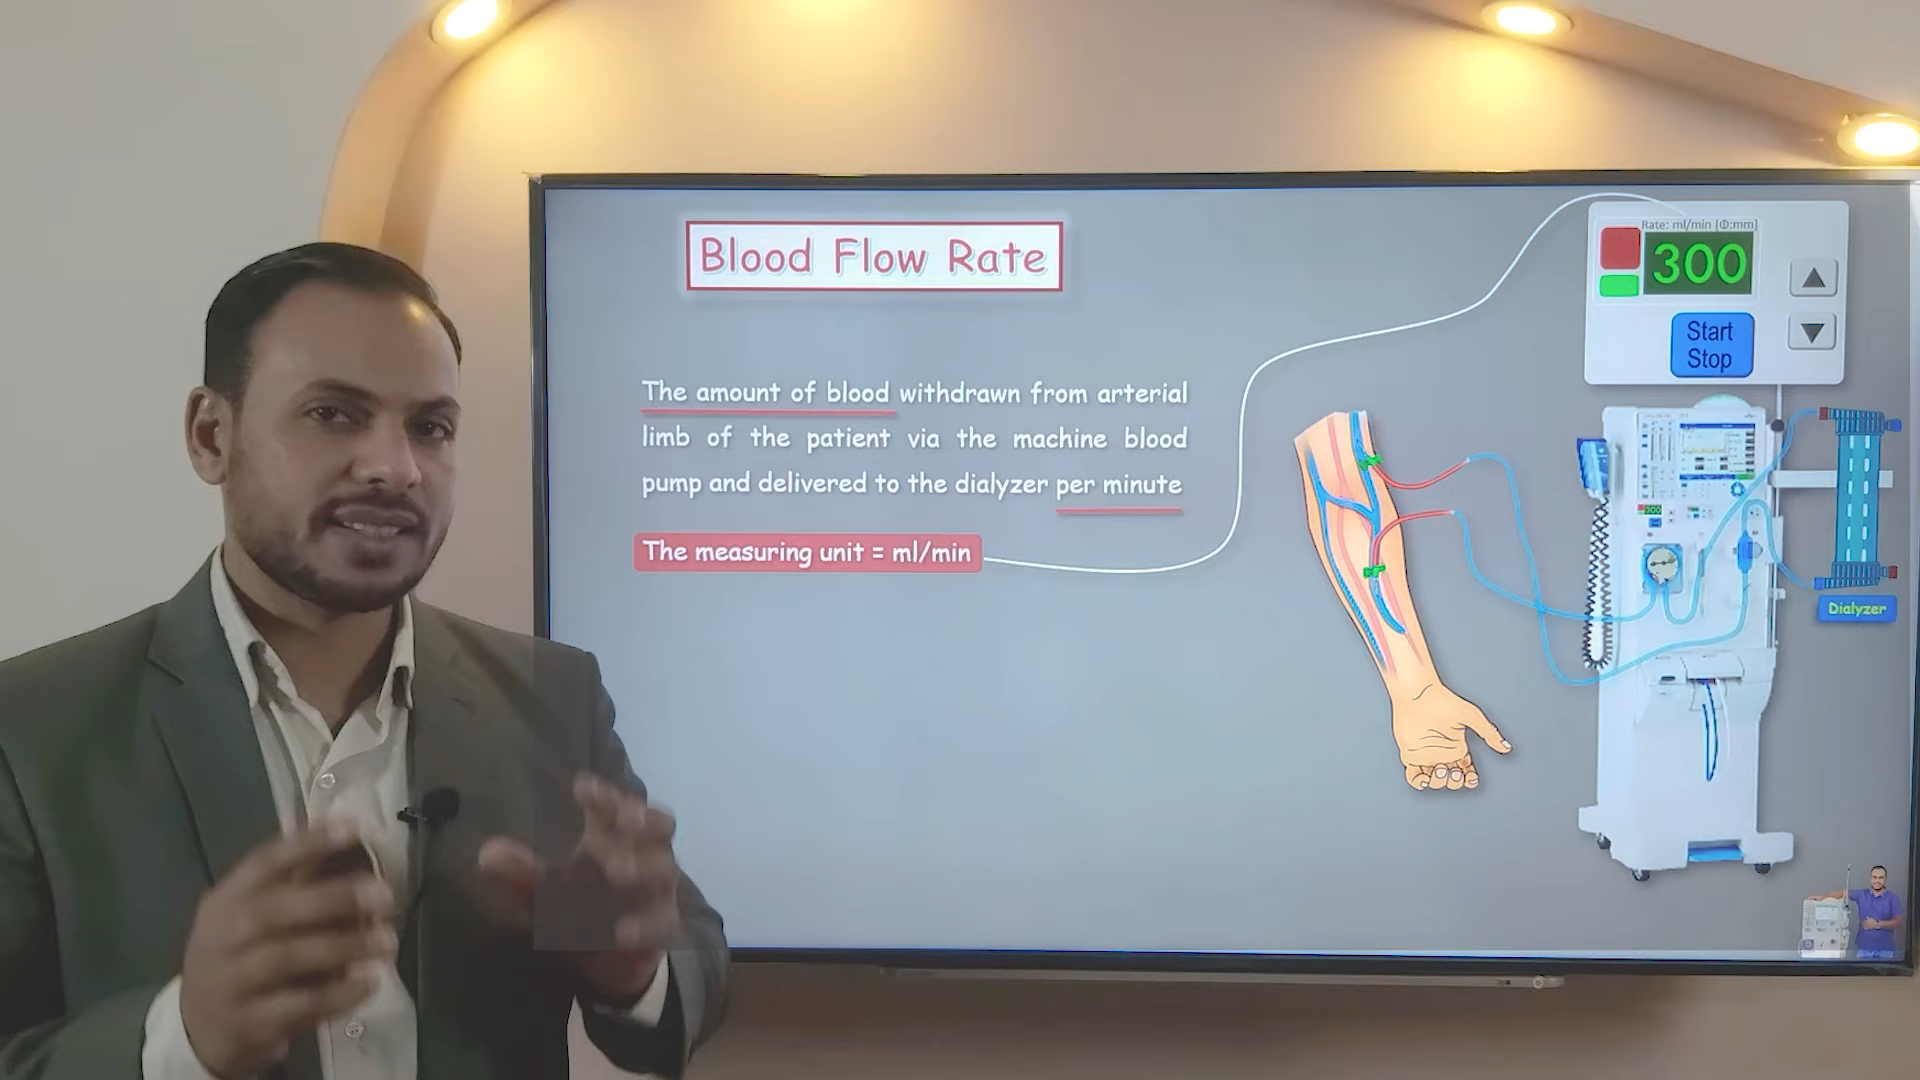 Blood Flow Rate
Rate: ml/min [Φ:mm]
300
Start
Stop
The amount of blood withdrawn from arterial
limb of the patient via the machine blood
pump and delivered to the dialyzer per minute
The measuring unit = ml/min
300
Dialyzer